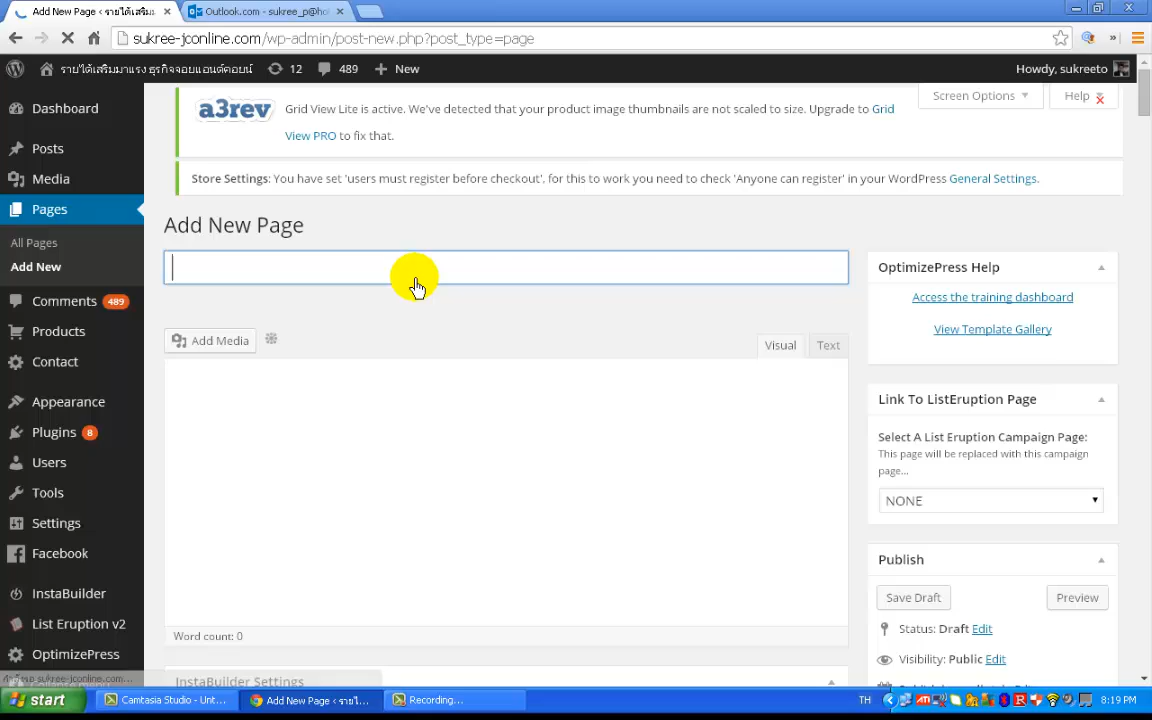 Add New Page ‹ รายได้เสริม
Outlook.com - sukree_p@ho
sukree-jconline.com/wp-admin/post-new.php?post_type=page
รายได้เสริมมาแรง ธุรกิจจอยแอนด์คอยน์
12
489
New
Howdy, sukreeto
Dashboard
Posts
Media
Pages
All Pages
Add New
Comments 489
Products
Contact
Appearance
Plugins 8
Users
Tools
Settings
Facebook
InstaBuilder
List Eruption v2
OptimizePress
a3rev
Grid View Lite is active. We've detected that your product image thumbnails are not scaled to size. Upgrade to Grid
View PRO to fix that.
Screen Options
Help
Store Settings: You have set 'users must register before checkout', for this to work you need to check 'Anyone can register' in your WordPress General Settings.
Add New Page
Add Media
Visual
Text
Word count: 0
InstaBuilder Settings
OptimizePress Help
Access the training dashboard
View Template Gallery
Link To ListEruption Page
Select A List Eruption Campaign Page:
This page will be replaced with this campaign
page...
NONE
Publish
Save Draft
Preview
Status: Draft Edit
Visibility: Public Edit
start
Camtasia Studio - Unt...
Add New Page ‹ รายไ...
Recording...
TH
8:19 PM